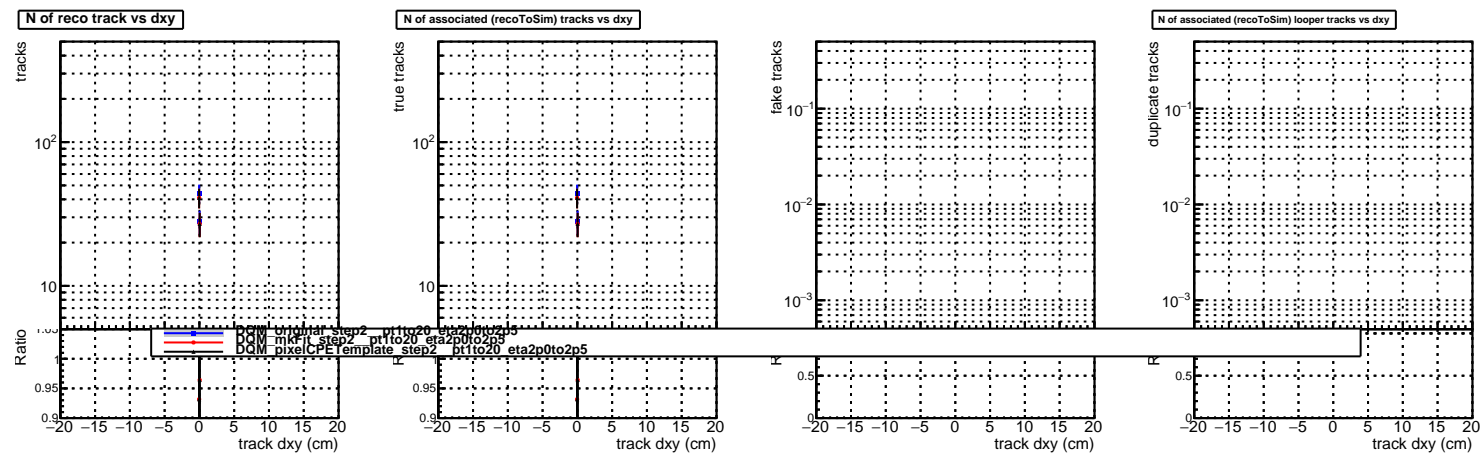 N of reco track vs dxy
tracks
10²
10
Ratio
1.05
1
0.95
0.9
−20 −15 −10 −5 0 5 10 15 20
track dxy (cm)
N of associated (recoToSim) tracks vs dxy
true tracks
10²
10
0.95
0.9
−20 −15 −10 −5 0 5 10 15 20
track dxy (cm)
fake tracks
10⁻¹
10⁻²
10⁻³
0.5
0
−20 −15 −10 −5 0 5 10 15 20
track dxy (cm)
N of associated (recoToSim) looper tracks vs dxy
duplicate tracks
10⁻¹
10⁻²
10⁻³
0.5
0
−20 −15 −10 −5 0 5 10 15 20
track dxy (cm)
DQM_original_step2__pt1to20_eta2p0to2p5
DQM_mkFit_step2__pt1to20_eta2p0to2p5
DQM_pixelCPETemplate_step2__pt1to20_eta2p0to2p5